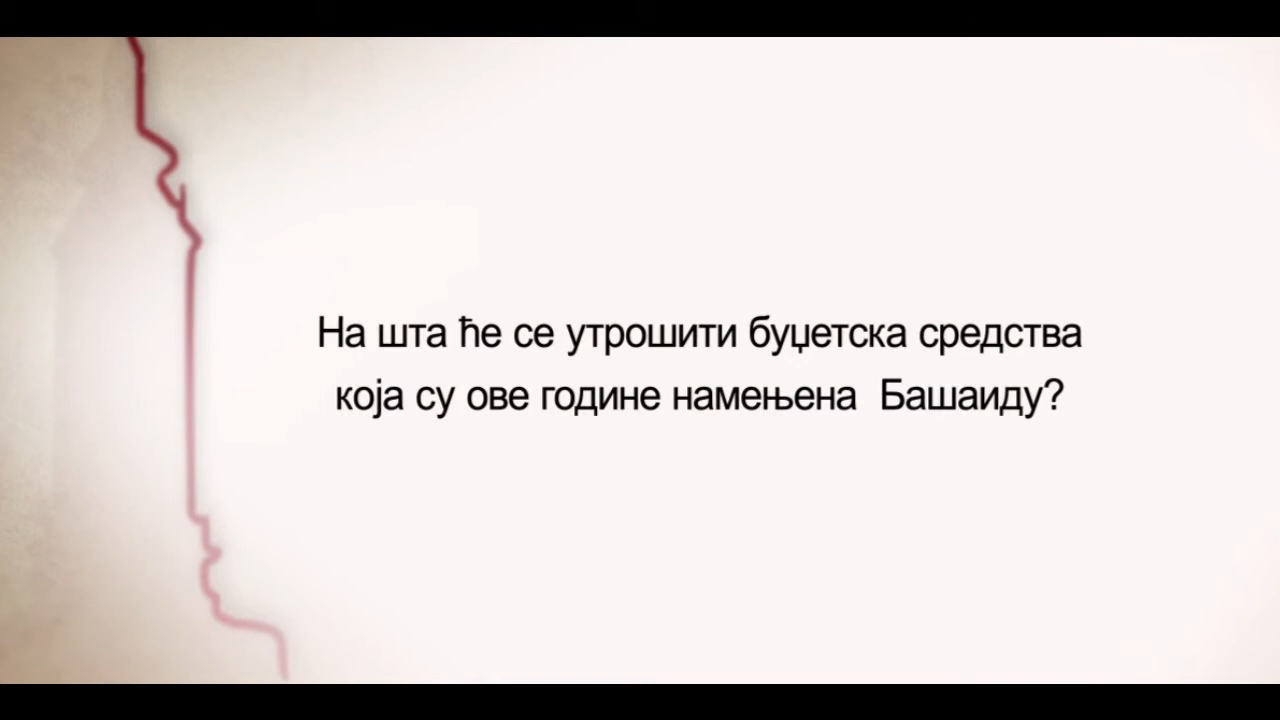 На шта ће се утрошити буџетска средства
која су ове године намењена  Башаиду?